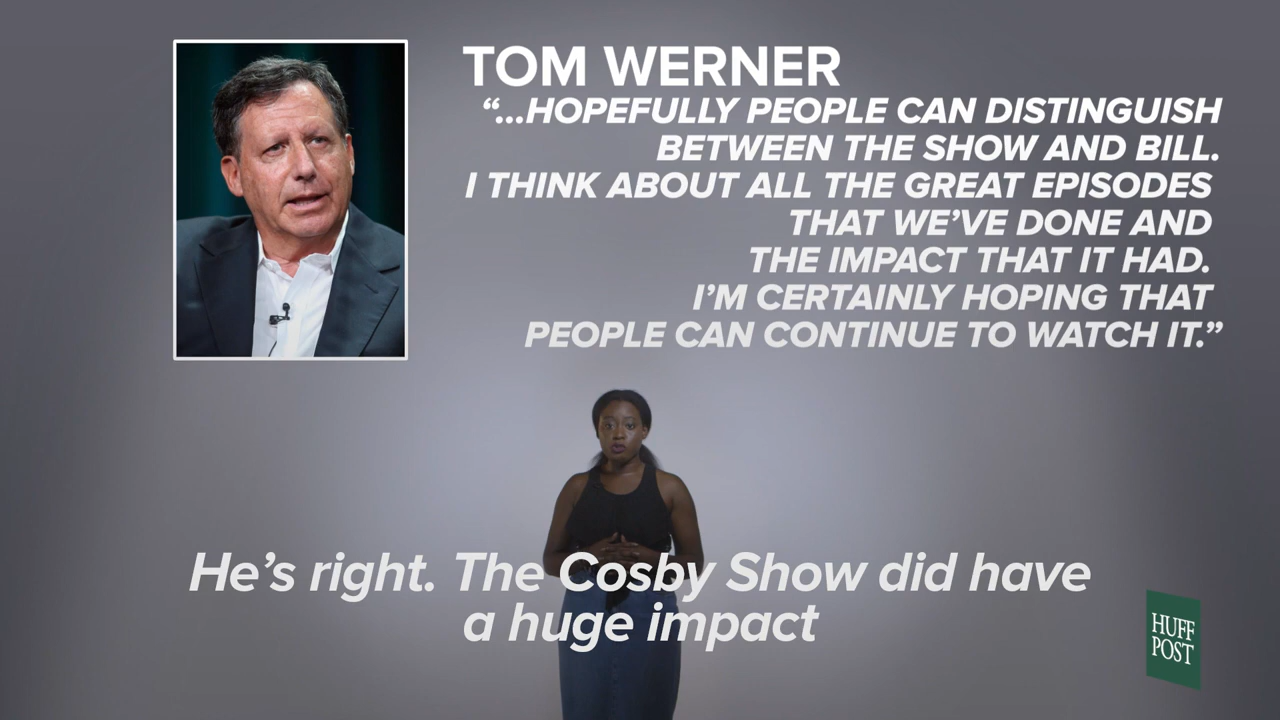 TOM WERNER
“...HOPEFULLY PEOPLE CAN DISTINGUISH
BETWEEN THE SHOW AND BILL.
I THINK ABOUT ALL THE GREAT EPISODES
THAT WE’VE DONE AND
THE IMPACT THAT IT HAD.
I’M CERTAINLY HOPING THAT
PEOPLE CAN CONTINUE TO WATCH IT.”
He’s right. The Cosby Show did have
a huge impact
HUFF
POST